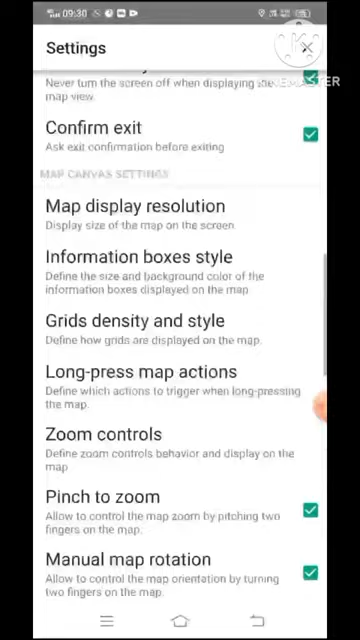 09:30
Settings
KINEMASTER
Never turn the screen off when displaying the
map view.
Confirm exit
Ask exit confirmation before exiting
MAP CANVAS SETTINGS
Map display resolution
Display size of the map on the screen
Information boxes style
Define the size and background color of the
information boxes displayed on the map
Grids density and style
Define how grids are displayed on the map.
Long-press map actions
Define which actions to trigger when long-pressing
the map.
Zoom controls
Define zoom controls behavior and display on the
map
Pinch to zoom
Allow to control the map zoom by pitching two
fingers on the map.
Manual map rotation
Allow to control the map orientation by turning
two fingers on the map.